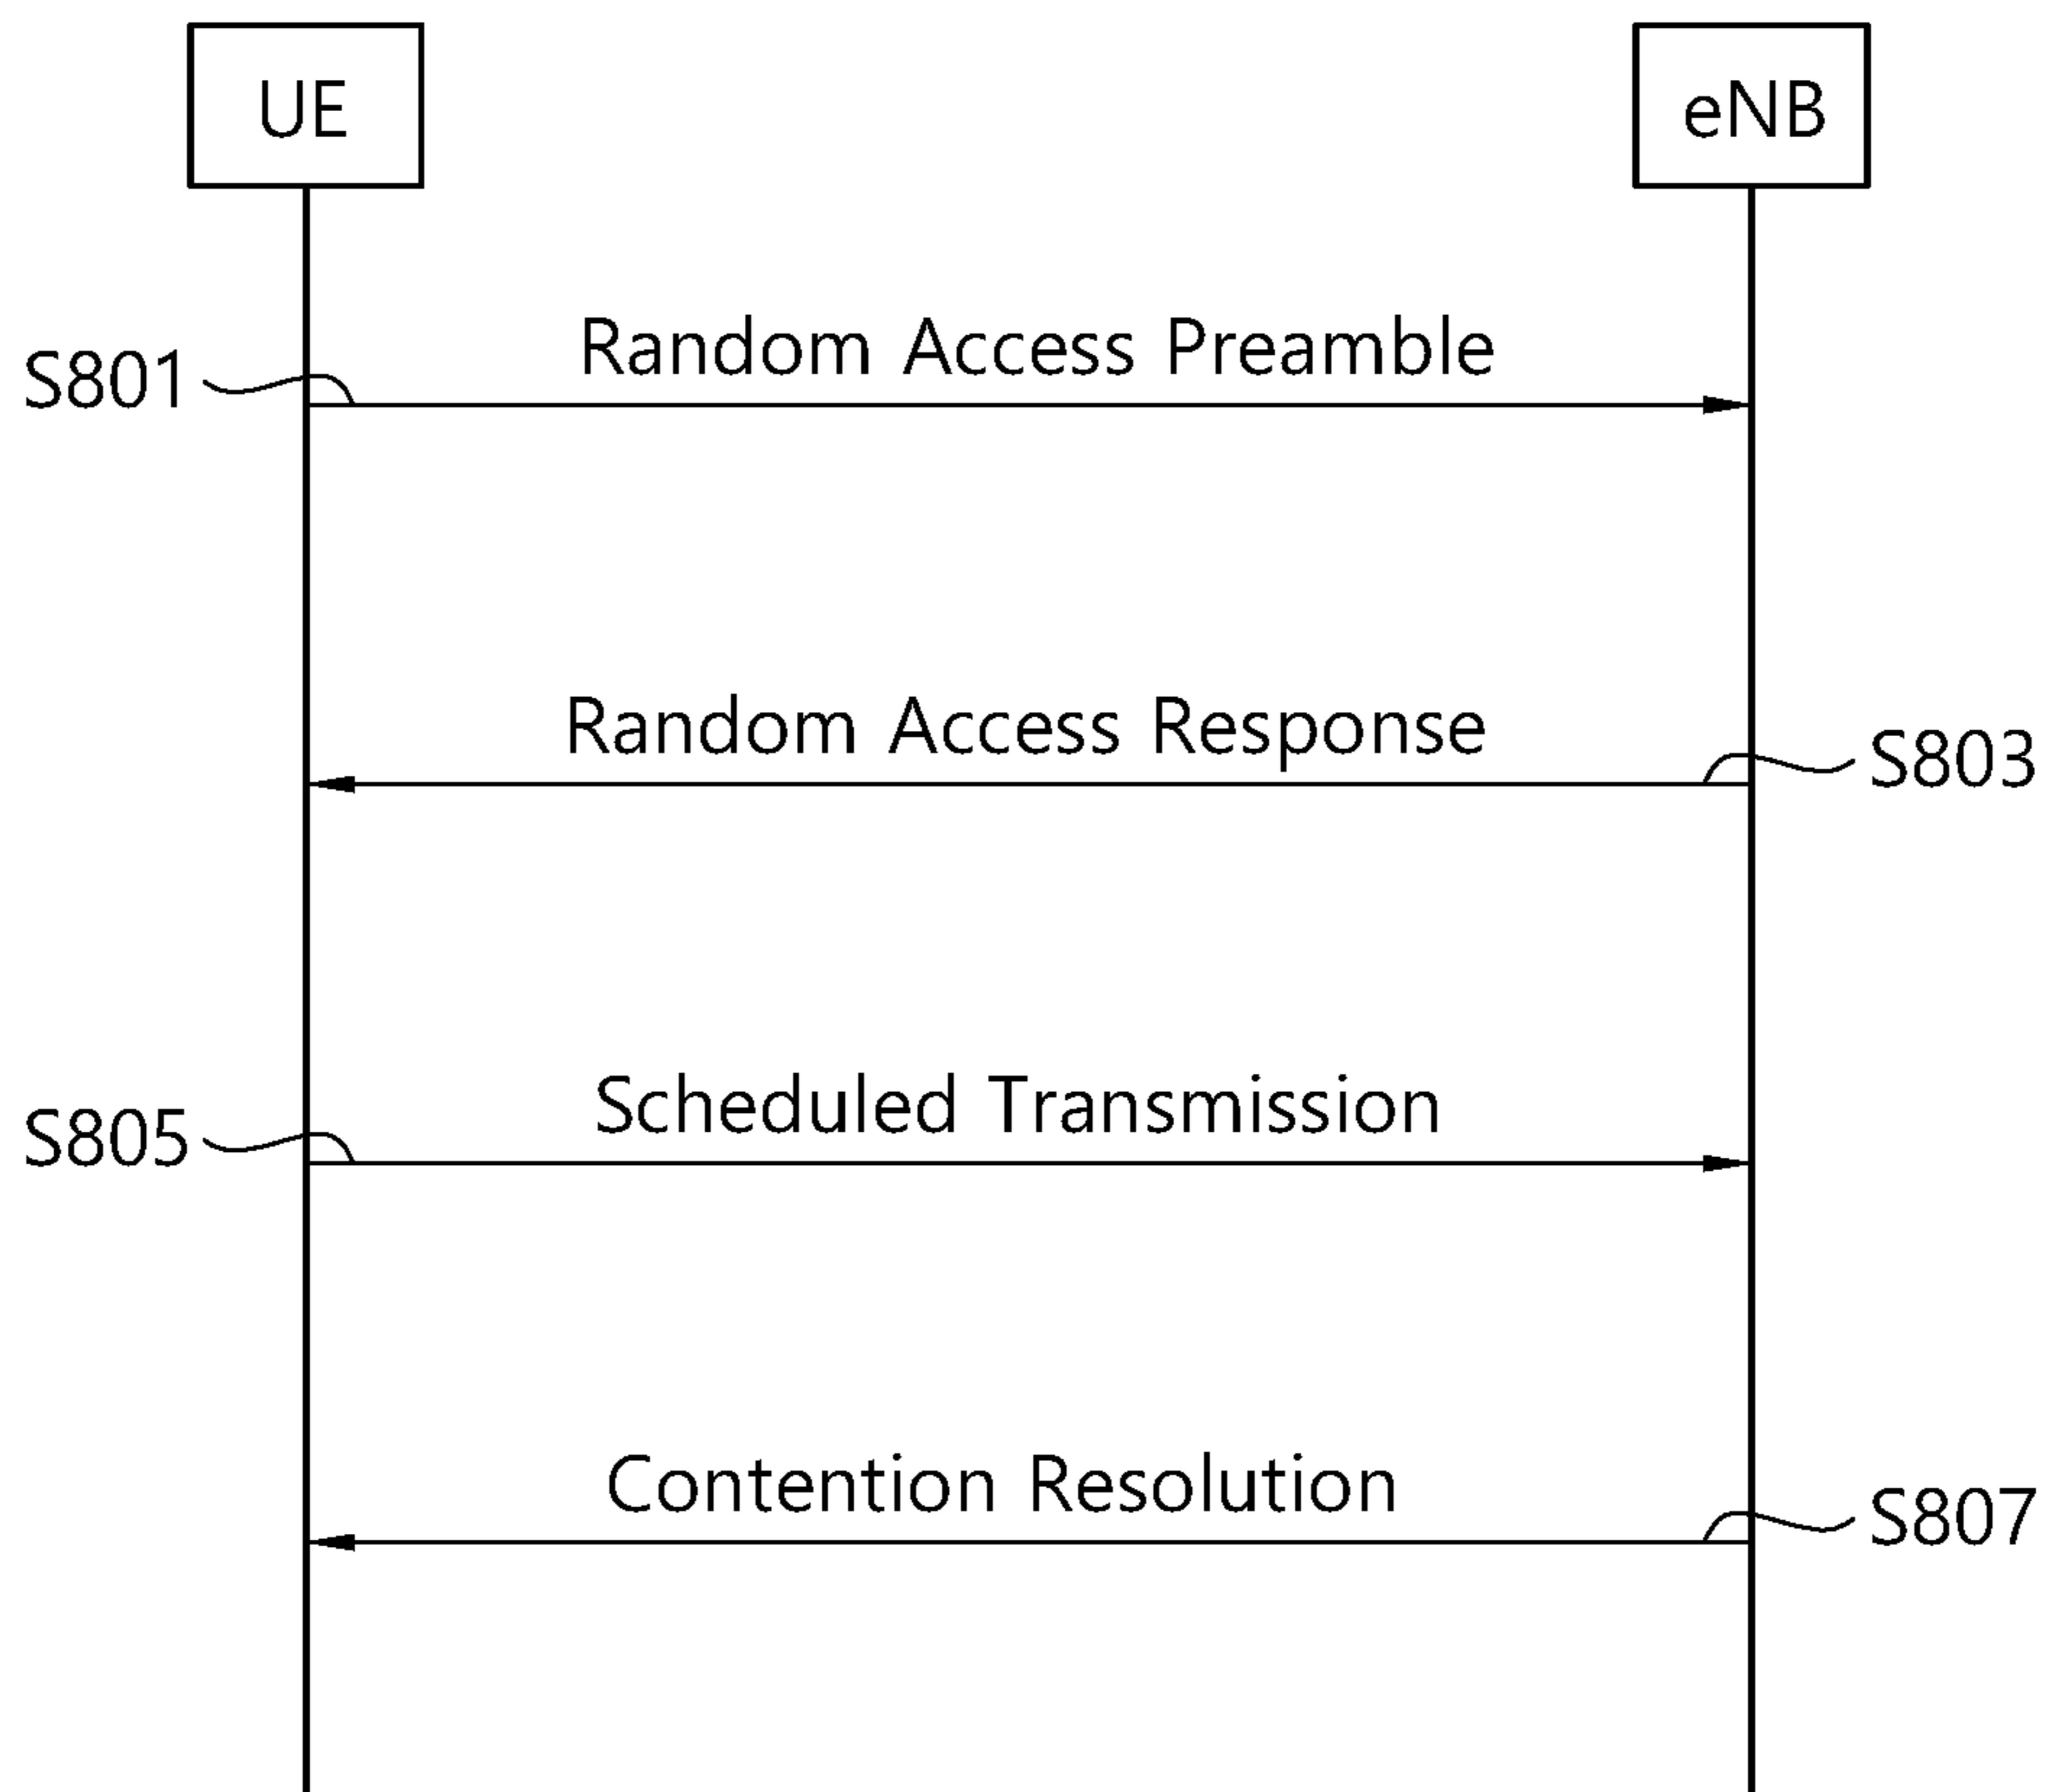 UE
eNB
Random Access Preamble
S801
Random Access Response
S803
Scheduled Transmission
S805
Contention Resolution
S807